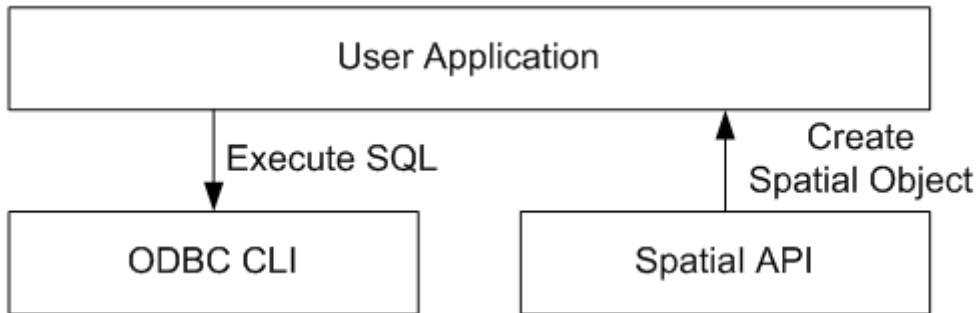 User Application
Execute SQL
Create
Spatial Object
ODBC CLI
Spatial API